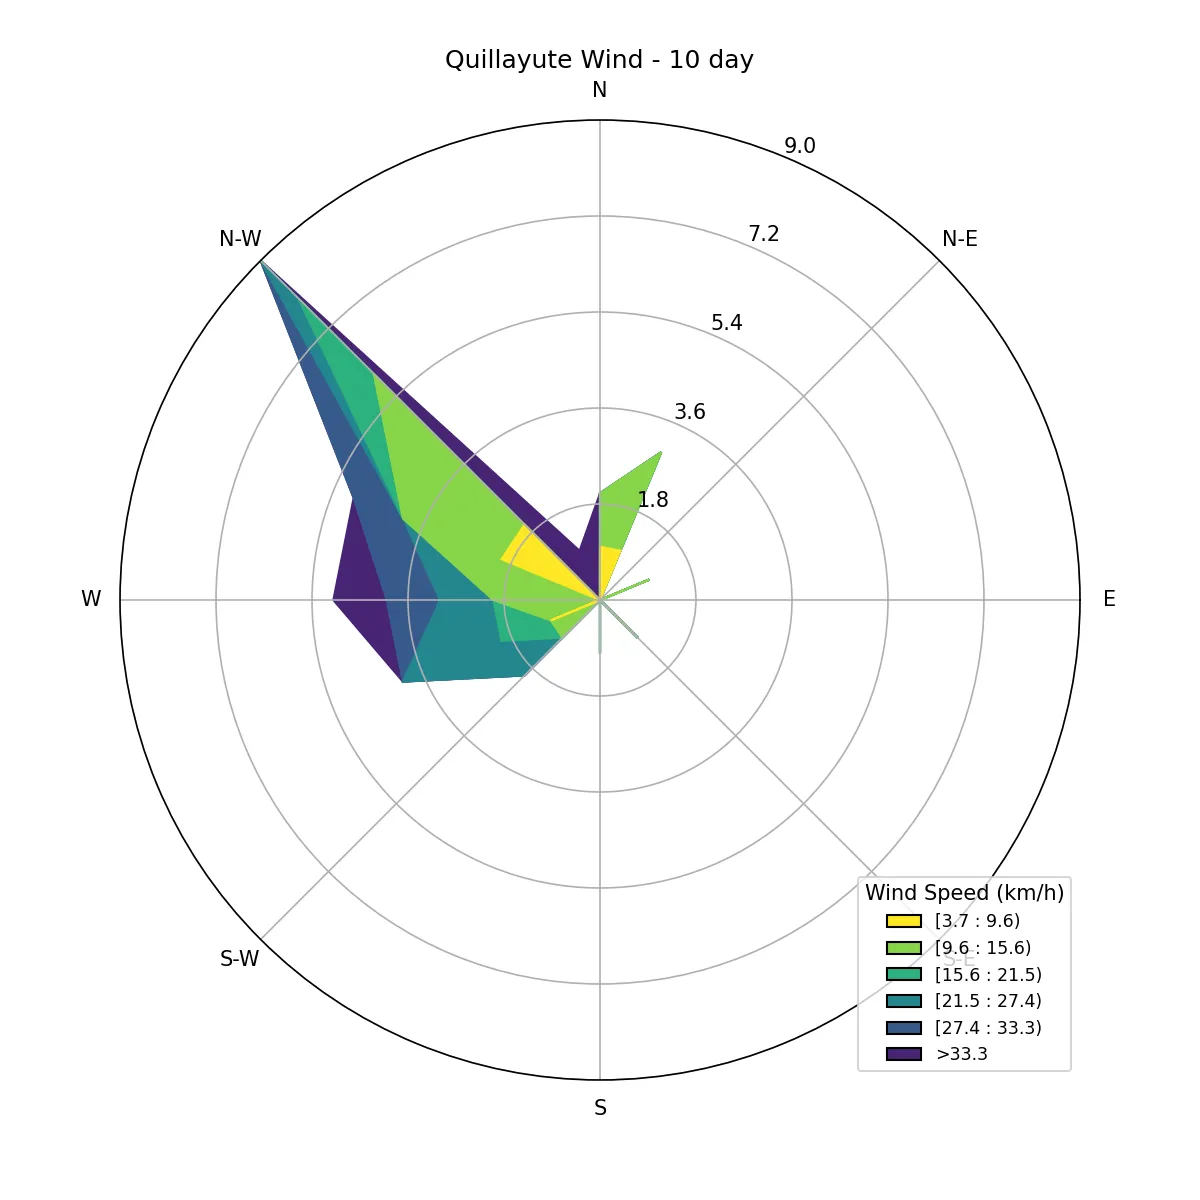 Quillayute Wind - 10 day
N
9.0
N-W
N-E
7.2
5.4
3.6
1.8
W
E
S-W
S-E
S
Wind Speed (km/h)
[3.7 : 9.6)
[9.6 : 15.6)
[15.6 : 21.5)
[21.5 : 27.4)
[27.4 : 33.3)
>33.3